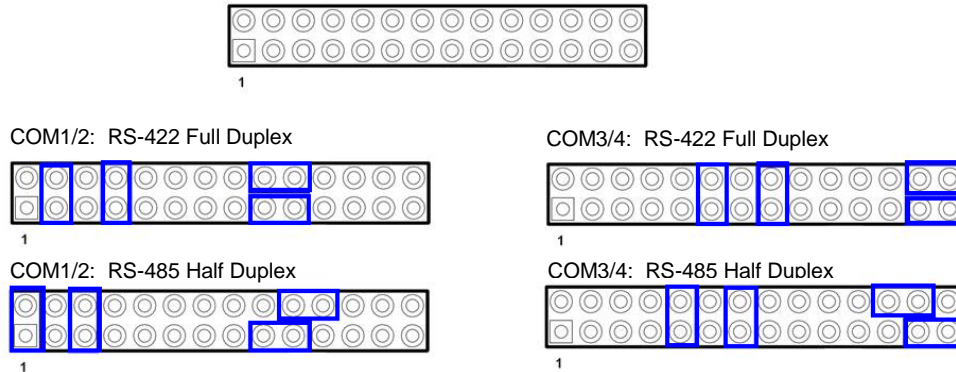 1
COM1/2: RS-422 Full Duplex
COM3/4: RS-422 Full Duplex
1
1
COM1/2: RS-485 Half Duplex
COM3/4: RS-485 Half Duplex
1
1